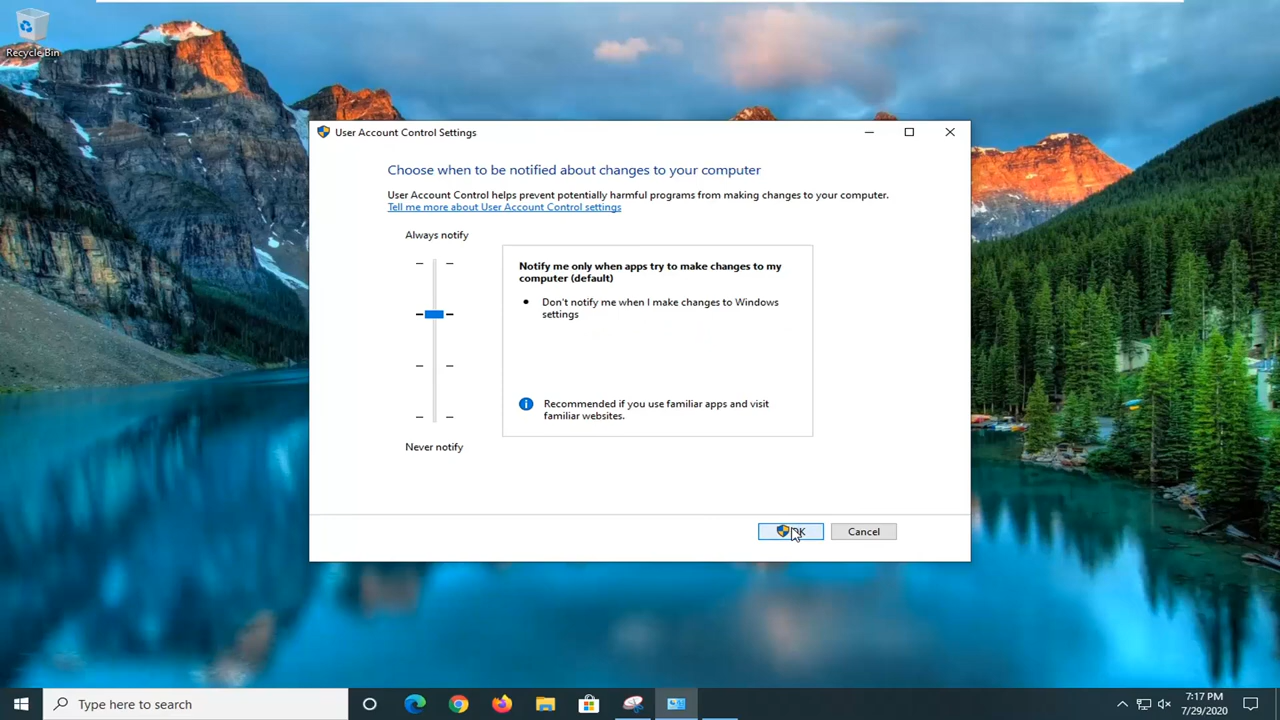 Recycle Bin
User Account Control Settings
Choose when to be notified about changes to your computer
User Account Control helps prevent potentially harmful programs from making changes to your computer.
Tell me more about User Account Control settings
Always notify
Notify me only when apps try to make changes to my
computer (default)
• Don't notify me when I make changes to Windows
settings
Recommended if you use familiar apps and visit
familiar websites.
Never notify
OK
Cancel
Type here to search
7:17 PM
7/29/2020